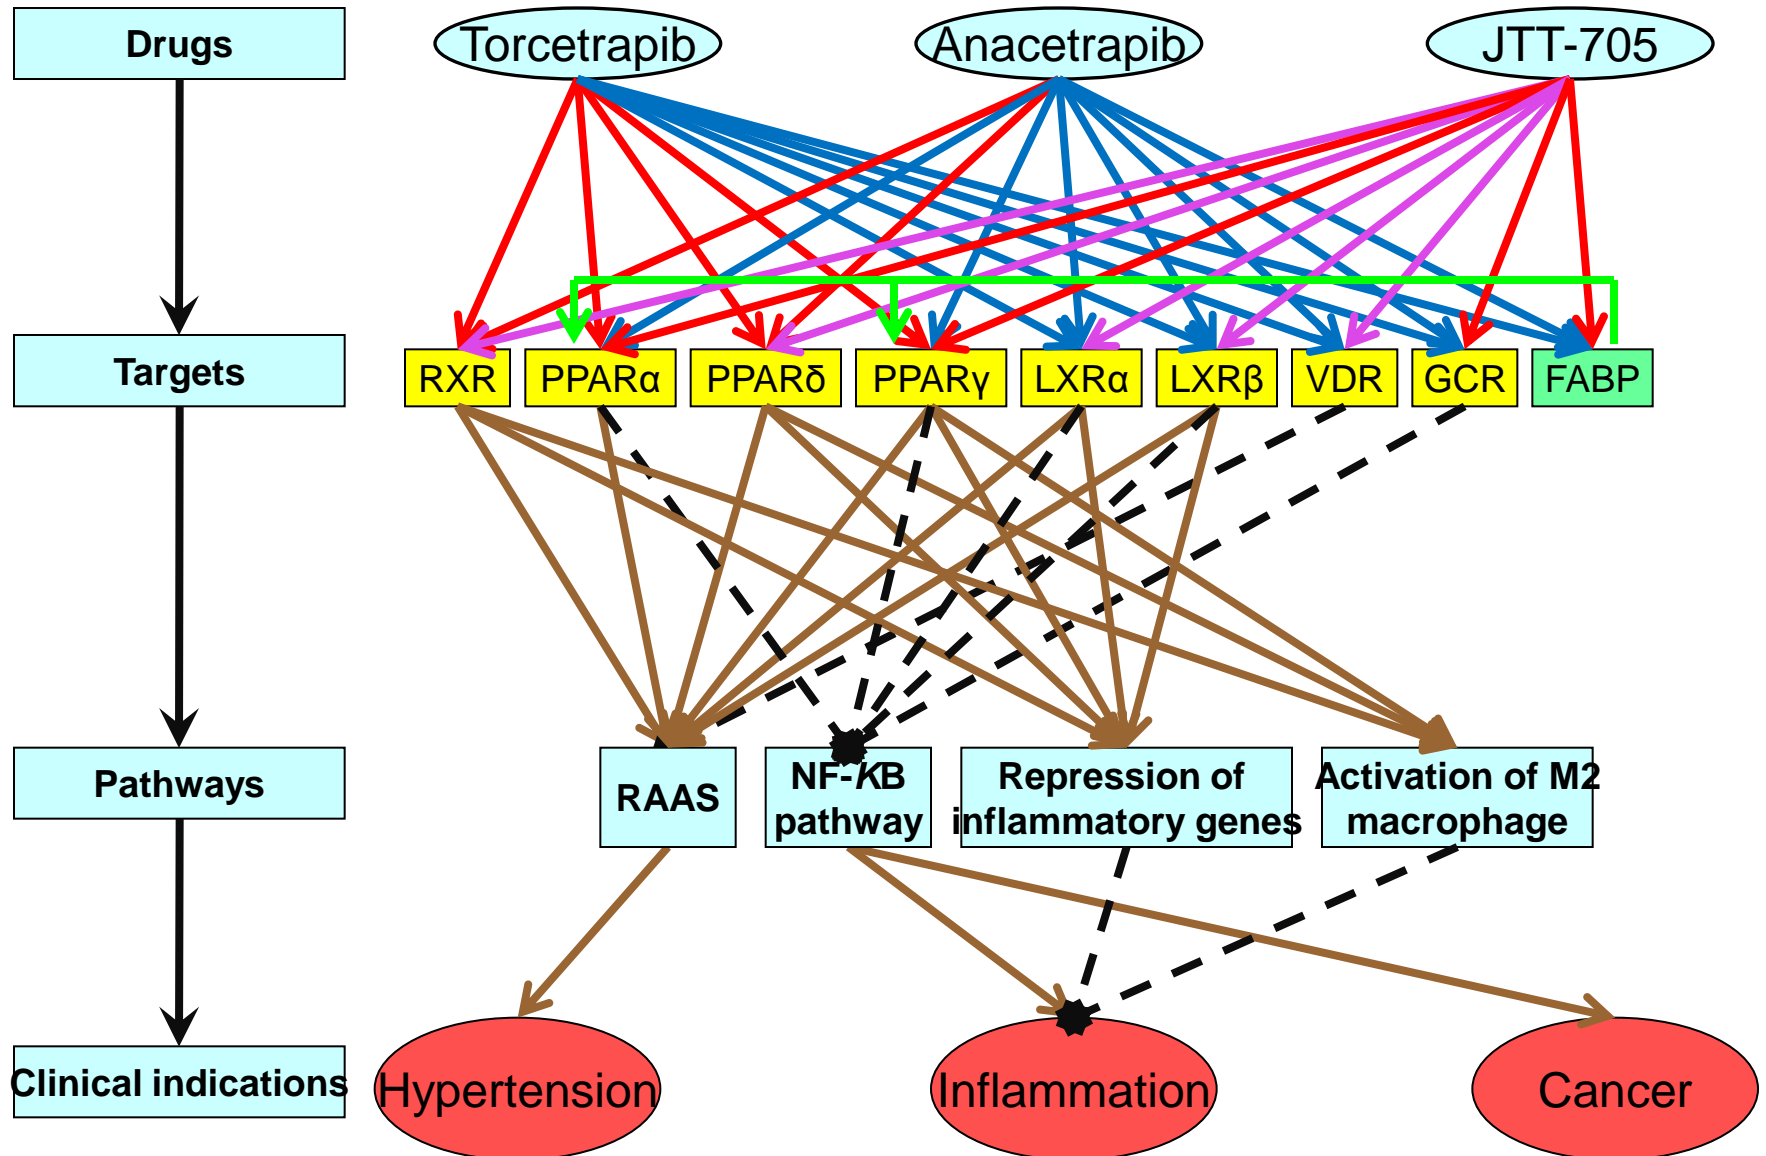 Drugs
Torcetrapib
Anacetrapib
JTT-705
Targets
RXR
PPARα
PPARδ
PPARγ
LXRα
LXRβ
VDR
GCR
FABP
Pathways
RAAS
NF-KB
pathway
Repression of
inflammatory genes
Activation of M2
macrophage
Clinical indications
Hypertension
Inflammation
Cancer